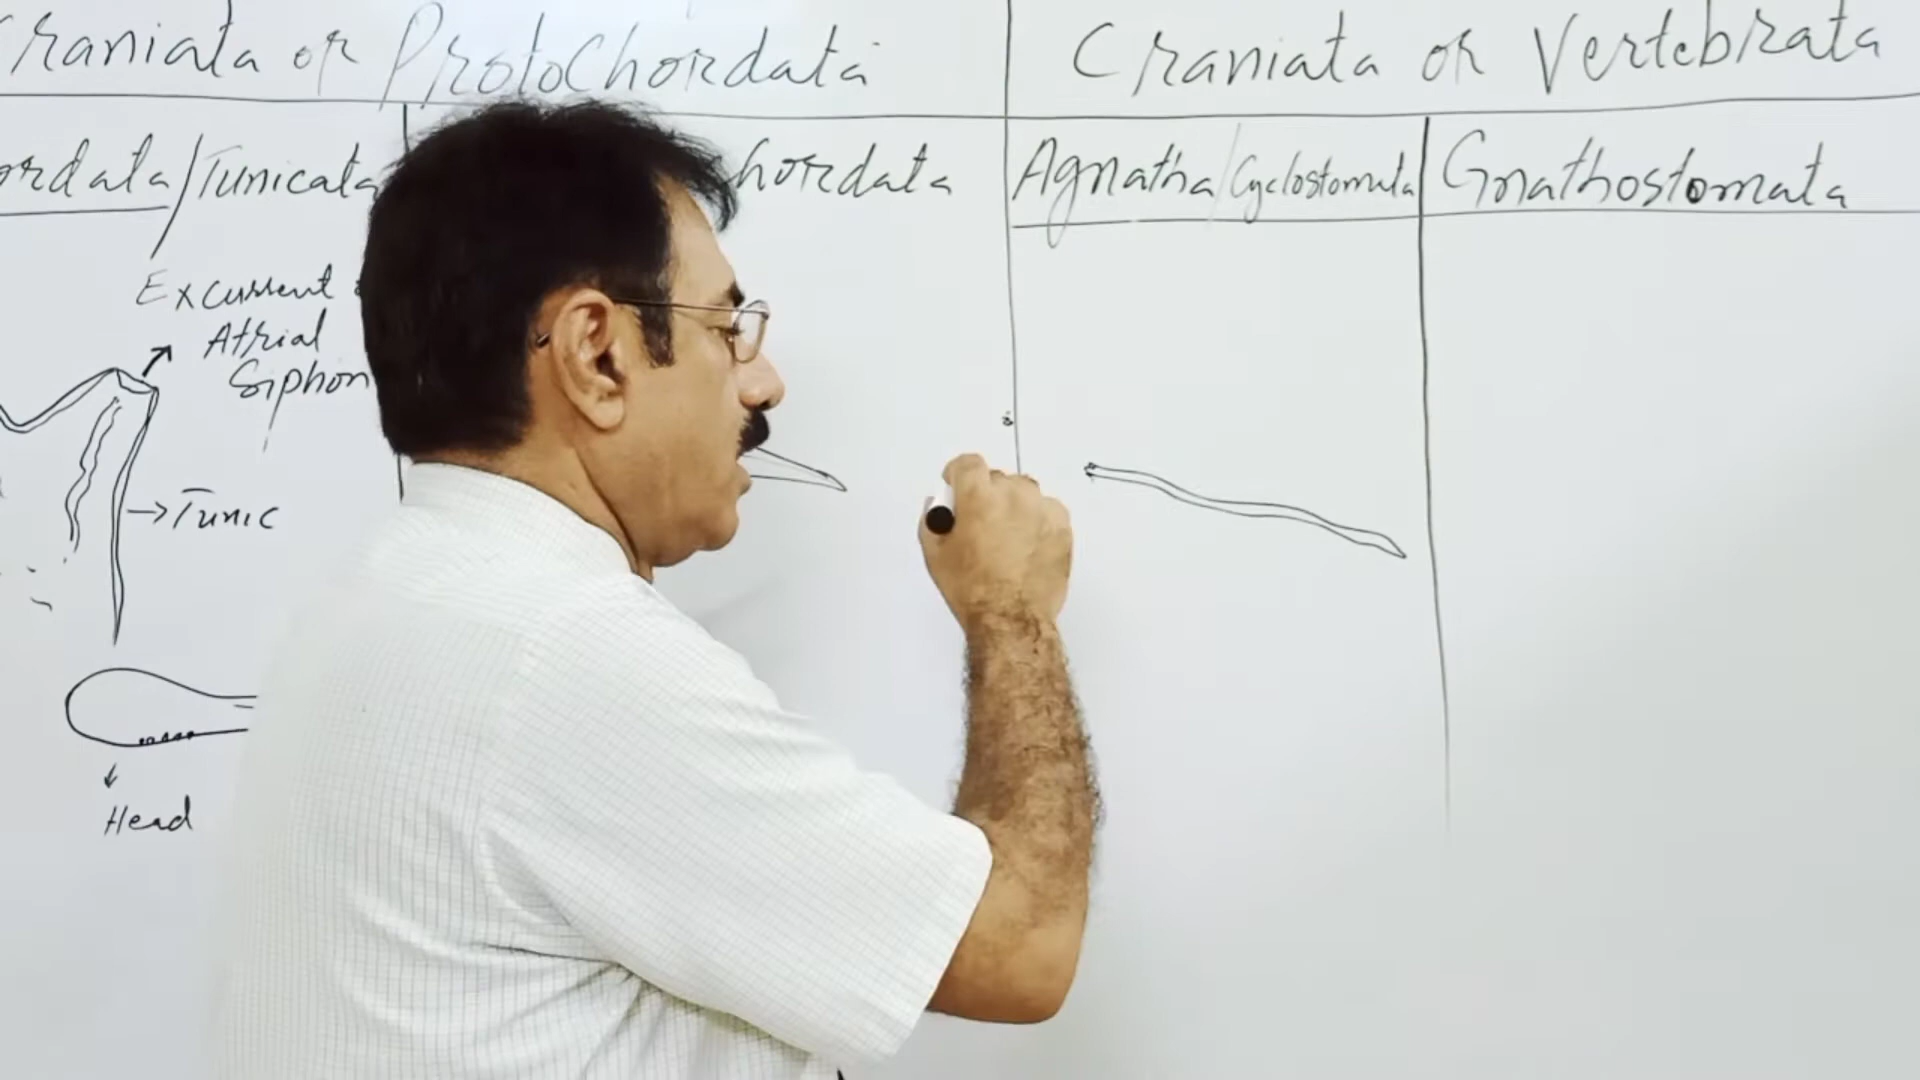 Craniata or ProtoChordata
Craniata or Vertebrata
ordata/Tunicata
hordata
Agnatha/Cyclostomata
Gnathostomata
Excurrent
Atrial
Siphon
Tunic
Head